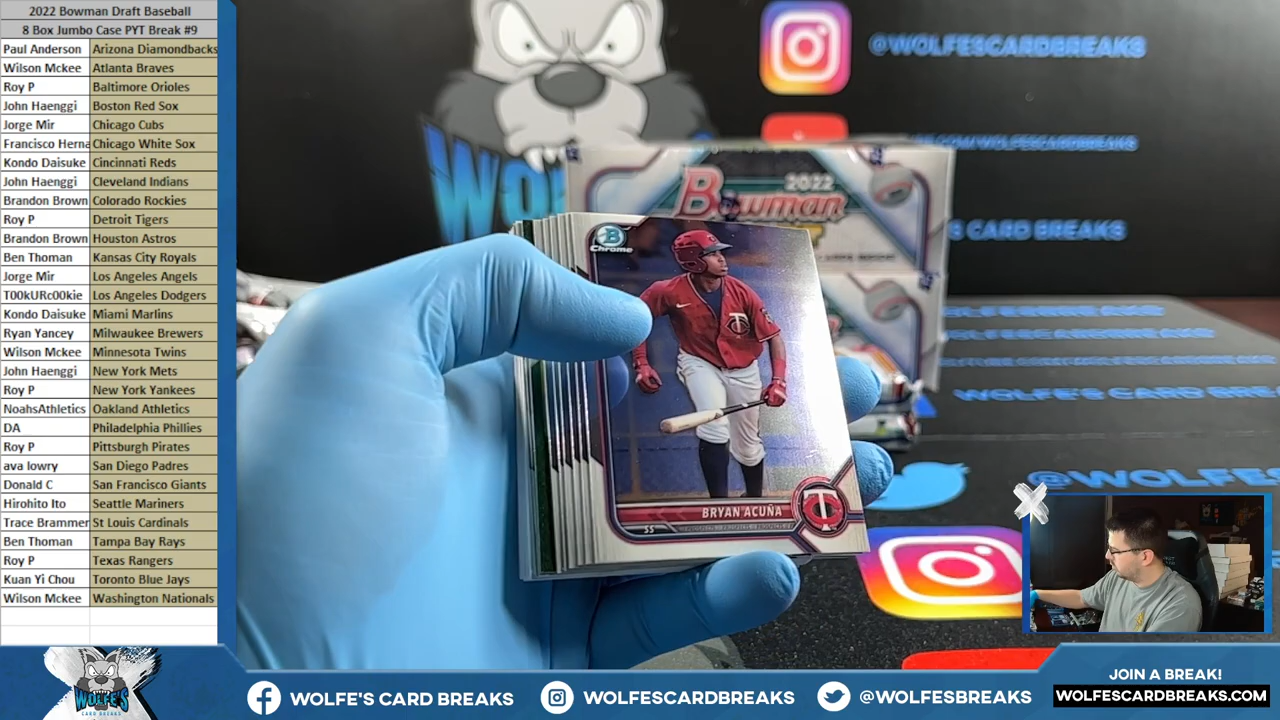 2022 Bowman Draft Baseball
8 Box Jumbo Case PYT Break #9
Paul Anderson Arizona Diamondbacks
Wilson Mckee Atlanta Braves
Roy P Baltimore Orioles
John Haenggi Boston Red Sox
Jorge Mir Chicago Cubs
Francisco Herna Chicago White Sox
Kondo Daisuke Cincinnati Reds
John Haenggi Cleveland Indians
Brandon Brown Colorado Rockies
Roy P Detroit Tigers
Brandon Brown Houston Astros
Ben Thoman Kansas City Royals
Jorge Mir Los Angeles Angels
T00kURc00kie Los Angeles Dodgers
Kondo Daisuke Miami Marlins
Ryan Yancey Milwaukee Brewers
Wilson Mckee Minnesota Twins
John Haenggi New York Mets
Roy P New York Yankees
NoahsAthletics Oakland Athletics
DA Philadelphia Phillies
Roy P Pittsburgh Pirates
ava lowry San Diego Padres
Donald C San Francisco Giants
Hirohito Ito Seattle Mariners
Trace Brammer St Louis Cardinals
Ben Thoman Tampa Bay Rays
Roy P Texas Rangers
Kuan Yi Chou Toronto Blue Jays
Wilson Mckee Washington Nationals
@WOLFESCARDBREAKS
2022
Bowman
B
Chrome
BRYAN ACUÑA
SS
S CARD BREAKS
@WOLFES
WOLFE'S
CARD BREAKS
WOLFE'S CARD BREAKS
WOLFESCARDBREAKS
@WOLFESBREAKS
JOIN A BREAK!
WOLFESCARDBREAKS.COM